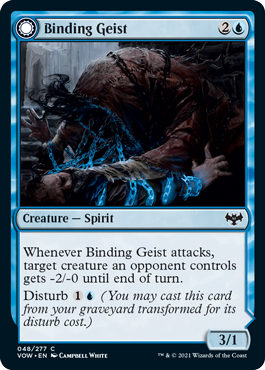 Binding Geist 2
Creature — Spirit
Whenever Binding Geist attacks,
target creature an opponent controls
gets -2/-0 until end of turn.
Disturb 1 (You may cast this card
from your graveyard transformed for its
disturb cost.)
3/1
048/277 C
VOW • EN CAMPBELL WHITE ™ & © 2021 Wizards of the Coast